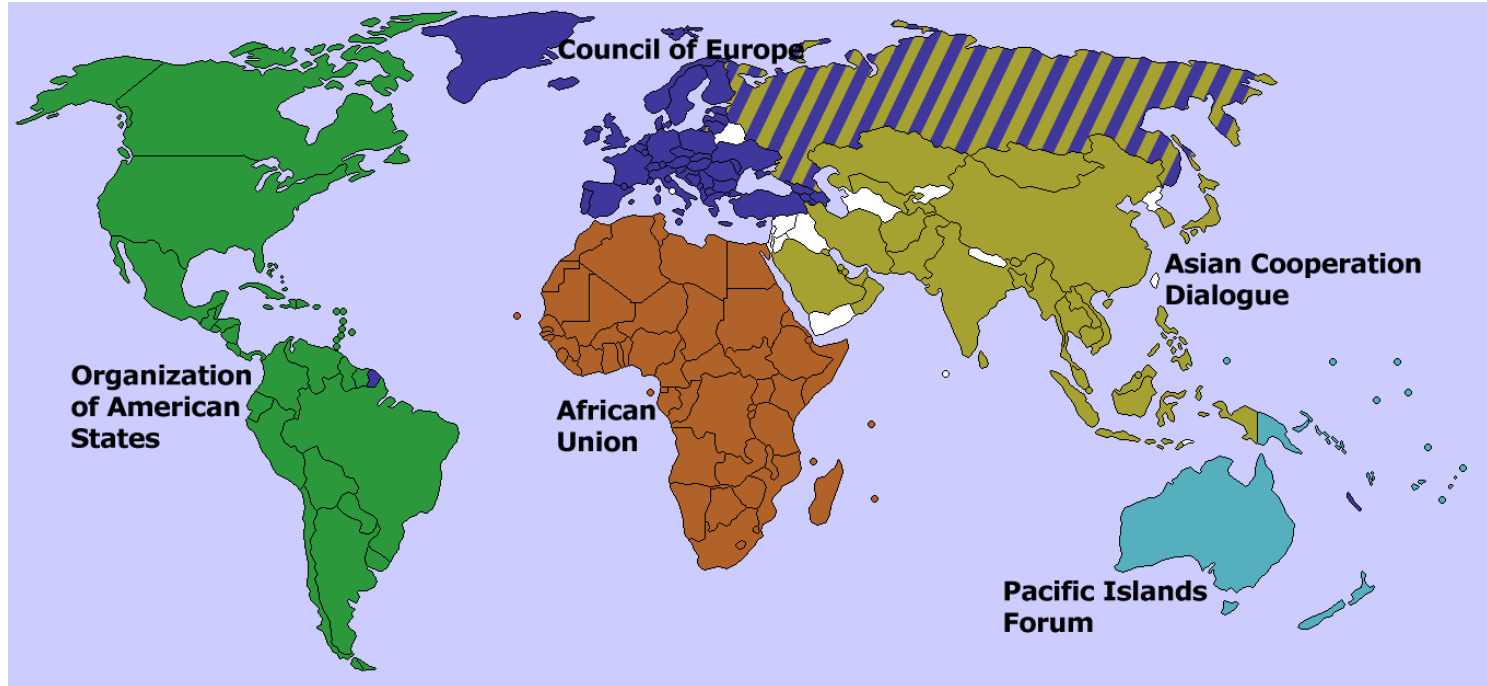 Council of Europe
Asian Cooperation
Dialogue
Organization
of American
States
African
Union
Pacific Islands
Forum